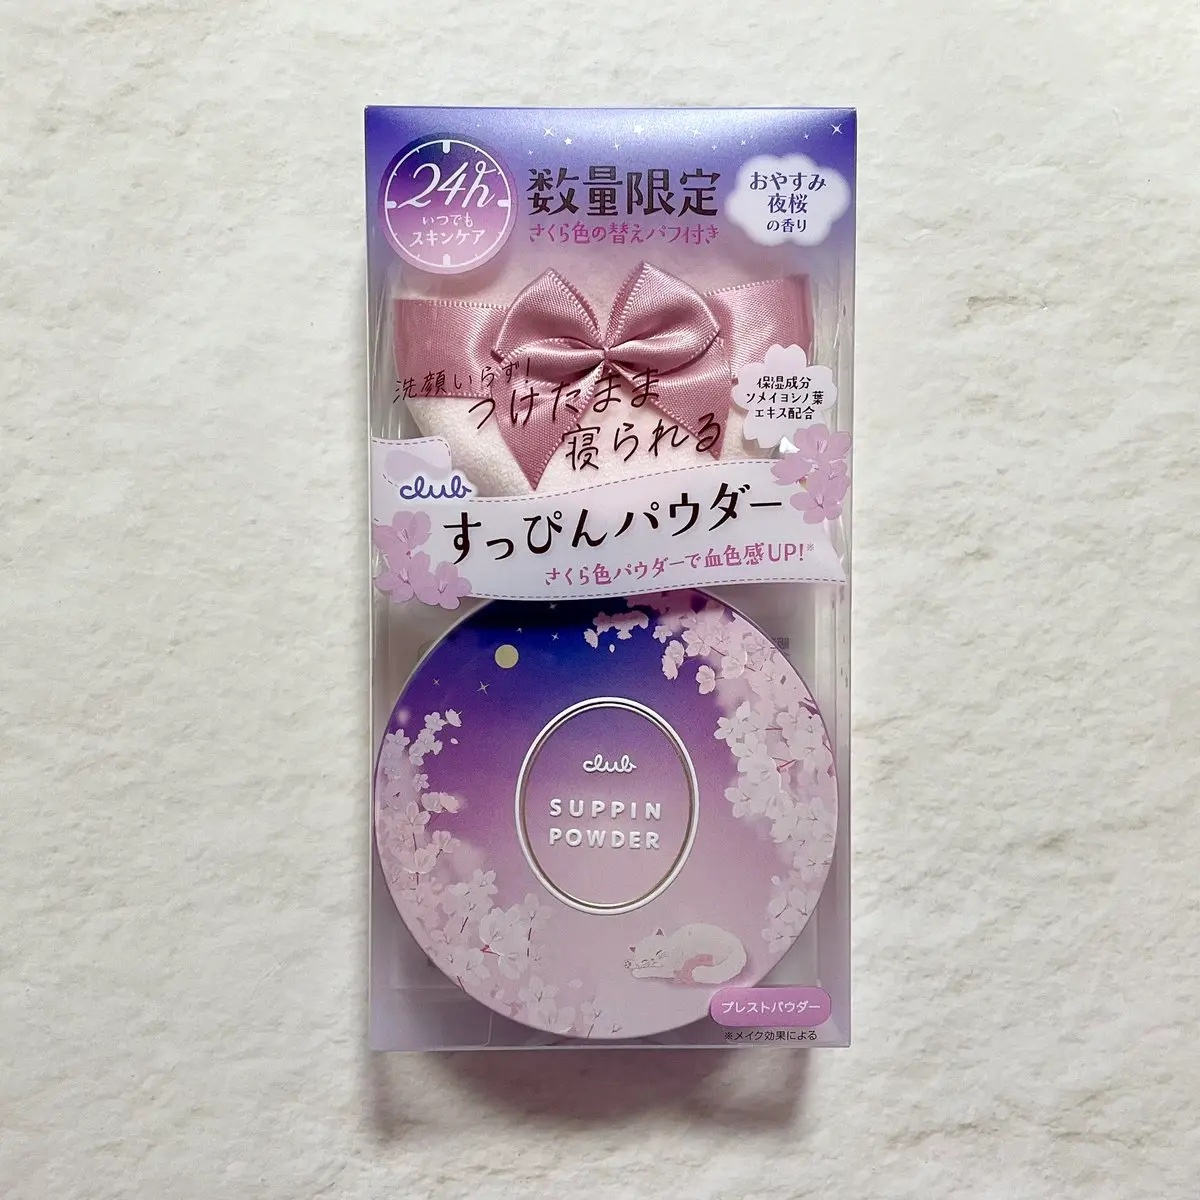 24h
いつでも
スキンケア
数量限定
さくら色の替えパフ付き
おやすみ
夜桜
の香り
洗顔いらず!
つけたまま
寝られる
保湿成分
ソメイヨシノ葉
エキス配合
club
すっぴんパウダー
さくら色パウダーで血色感UP!※
club
SUPPIN
POWDER
プレストパウダー
※メイク効果による